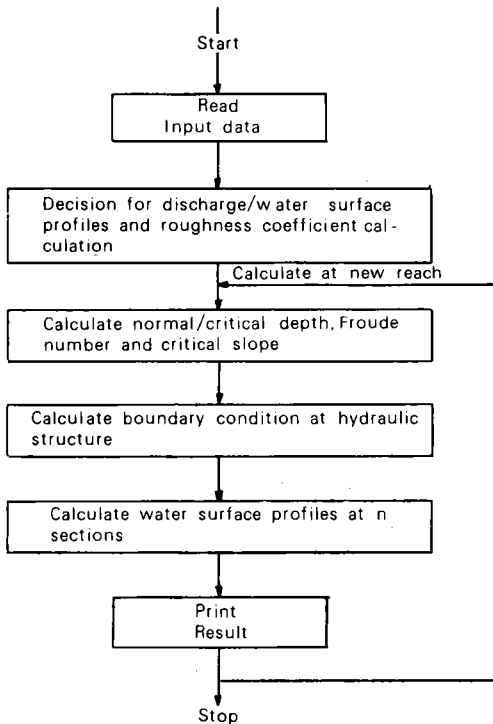 Start
Read
Input data
Decision for discharge/water surface
profiles and roughness coefficient cal-
culation
Calculate at new reach
Calculate normal/critical depth, Froude
number and critical slope
Calculate boundary condition at hydraulic
structure
Calculate water surface profiles at n
sections
Print
Result
Stop